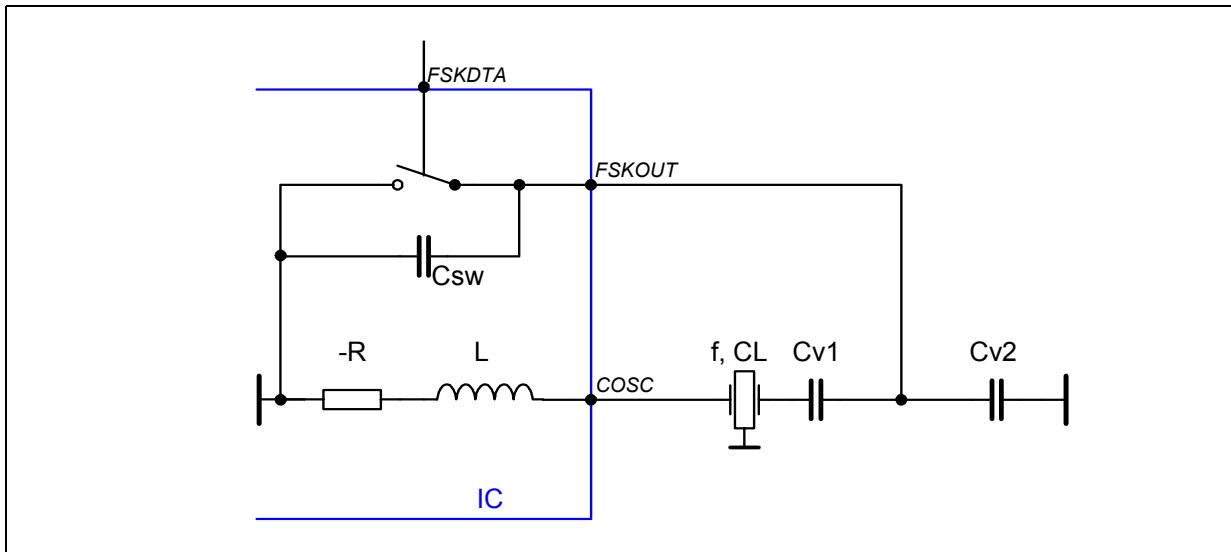 FSKDTA
FSKOUT
Csw
-R
L
f, CL
Cv1
Cv2
COSC
IC